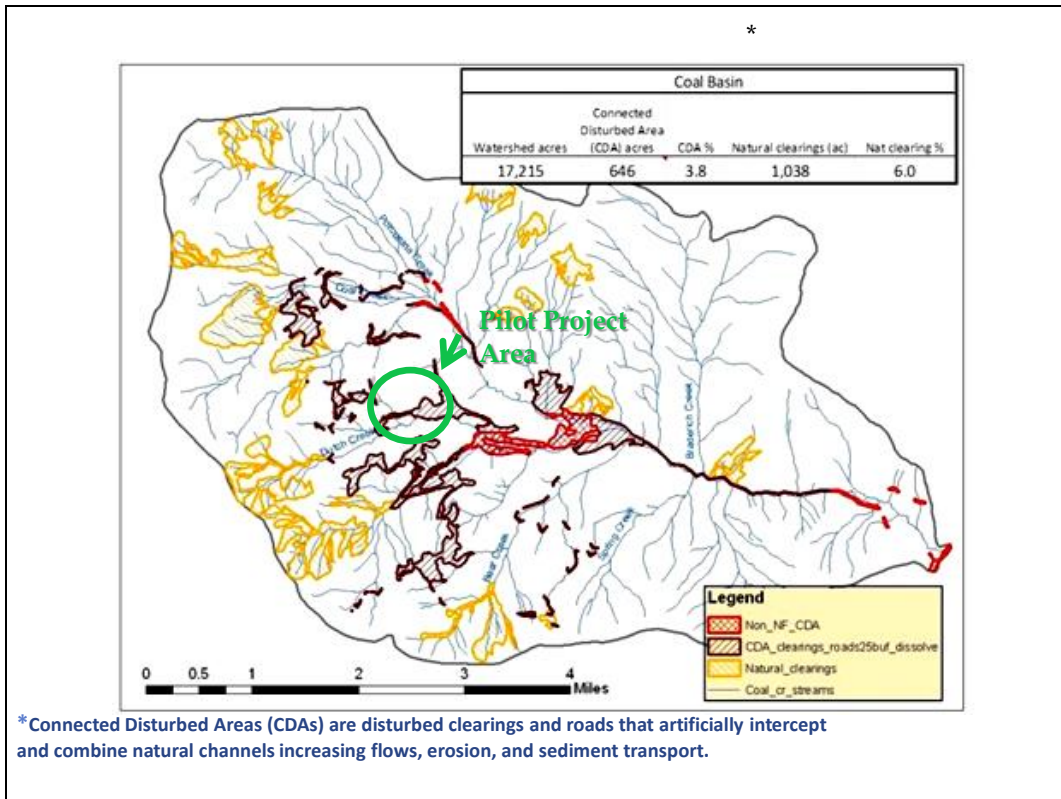 *
Coal Basin
Watershed acres Connected Disturbed Area (CDA) acres CDA % Natural clearings (ac) Nat clearing %
17,215 646 3.8 1,038 6.0
Coal
Pilot Project
Area
Dutch Creek
Braderich Creek
Bear Creek
Spring Creek
Legend
Non_NF_CDA
CDA_clearings_roads25buf_dissolve
Natural_clearings
Coal_cr_streams
0 0.5 1 2 3 4
Miles
*Connected Disturbed Areas (CDAs) are disturbed clearings and roads that artificially intercept
and combine natural channels increasing flows, erosion, and sediment transport.